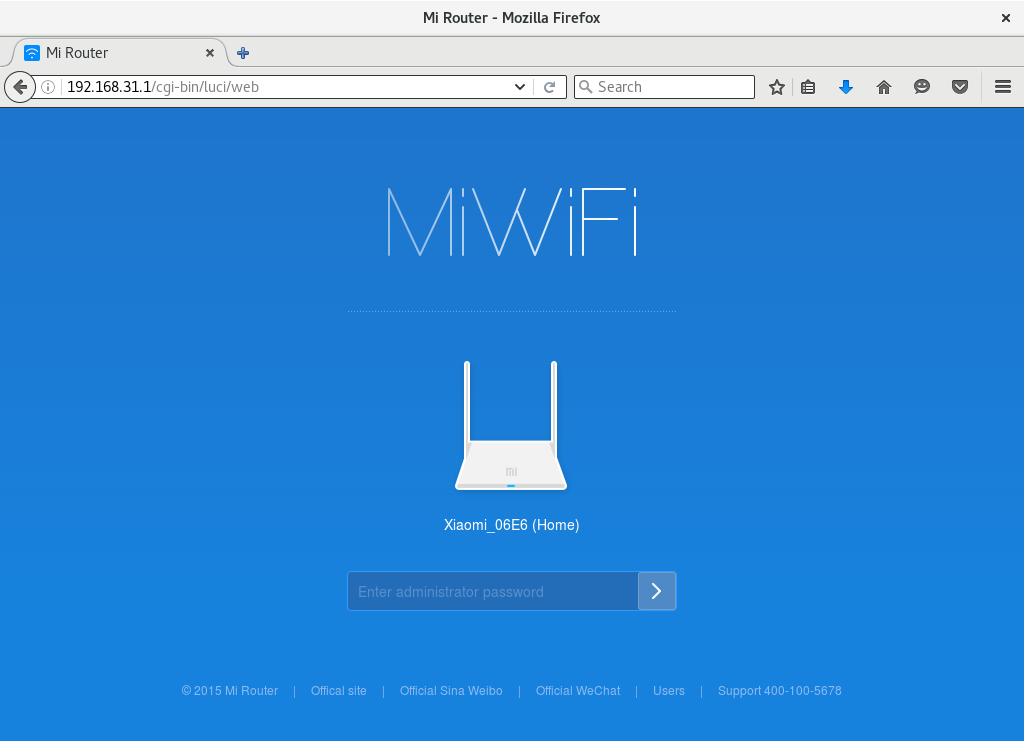 Mi Router - Mozilla Firefox
Mi Router
192.168.31.1/cgi-bin/luci/web
Search
MiWiFi
mi
Xiaomi_06E6 (Home)
Enter administrator password
© 2015 Mi Router | Offical site | Official Sina Weibo | Official WeChat | Users | Support 400-100-5678